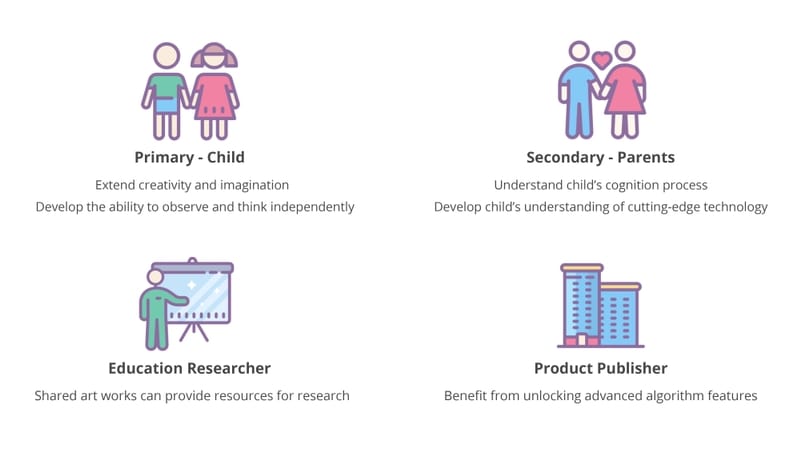 Primary - Child
Extend creativity and imagination
Develop the ability to observe and think independently
Secondary - Parents
Understand child’s cognition process
Develop child’s understanding of cutting-edge technology
Education Researcher
Shared art works can provide resources for research
Product Publisher
Benefit from unlocking advanced algorithm features